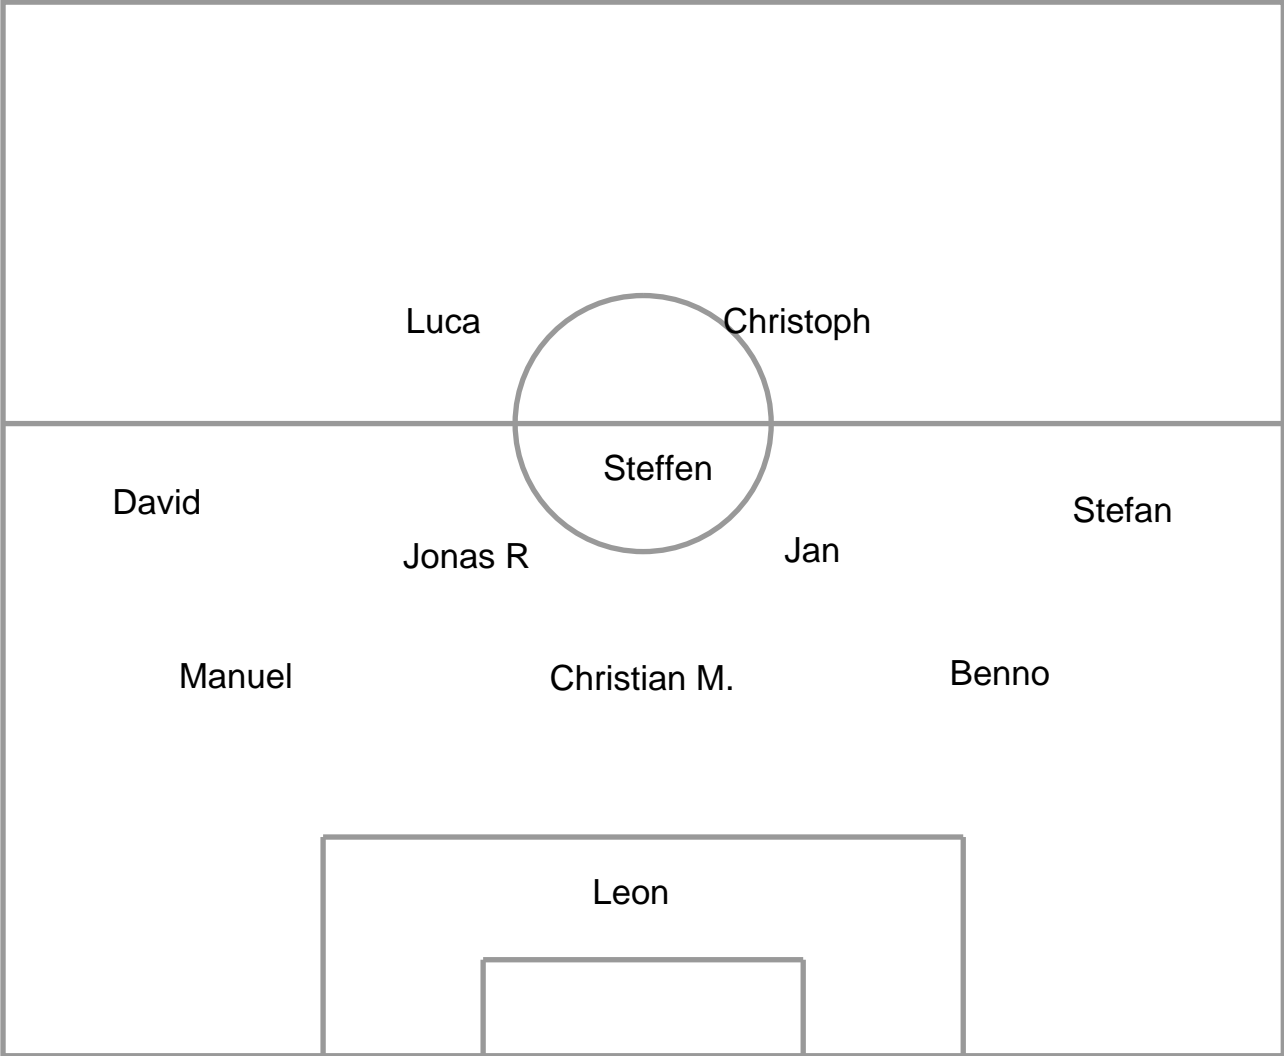 Luca
Christoph
Steffen
David
Stefan
Jonas R
Jan
Manuel
Christian M.
Benno
Leon